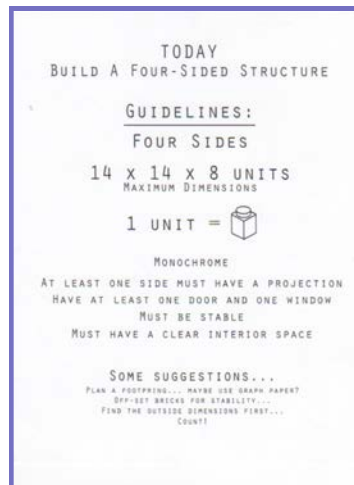 TODAY
BUILD A FOUR-SIDED STRUCTURE
GUIDELINES:
FOUR SIDES
14 X 14 X 8 UNITS
MAXIMUM DIMENSIONS
1 UNIT =
MONOCHROME
AT LEAST ONE SIDE MUST HAVE A PROJECTION
HAVE AT LEAST ONE DOOR AND ONE WINDOW
MUST BE STABLE
MUST HAVE A CLEAR INTERIOR SPACE
SOME SUGGESTIONS...
PLAN A FOOTPRING... MAYBE USE GRAPH PAPER?
OFF-SET BRICKS FOR STABILITY...
FIND THE OUTSIDE DIMENSIONS FIRST...
COUNT!